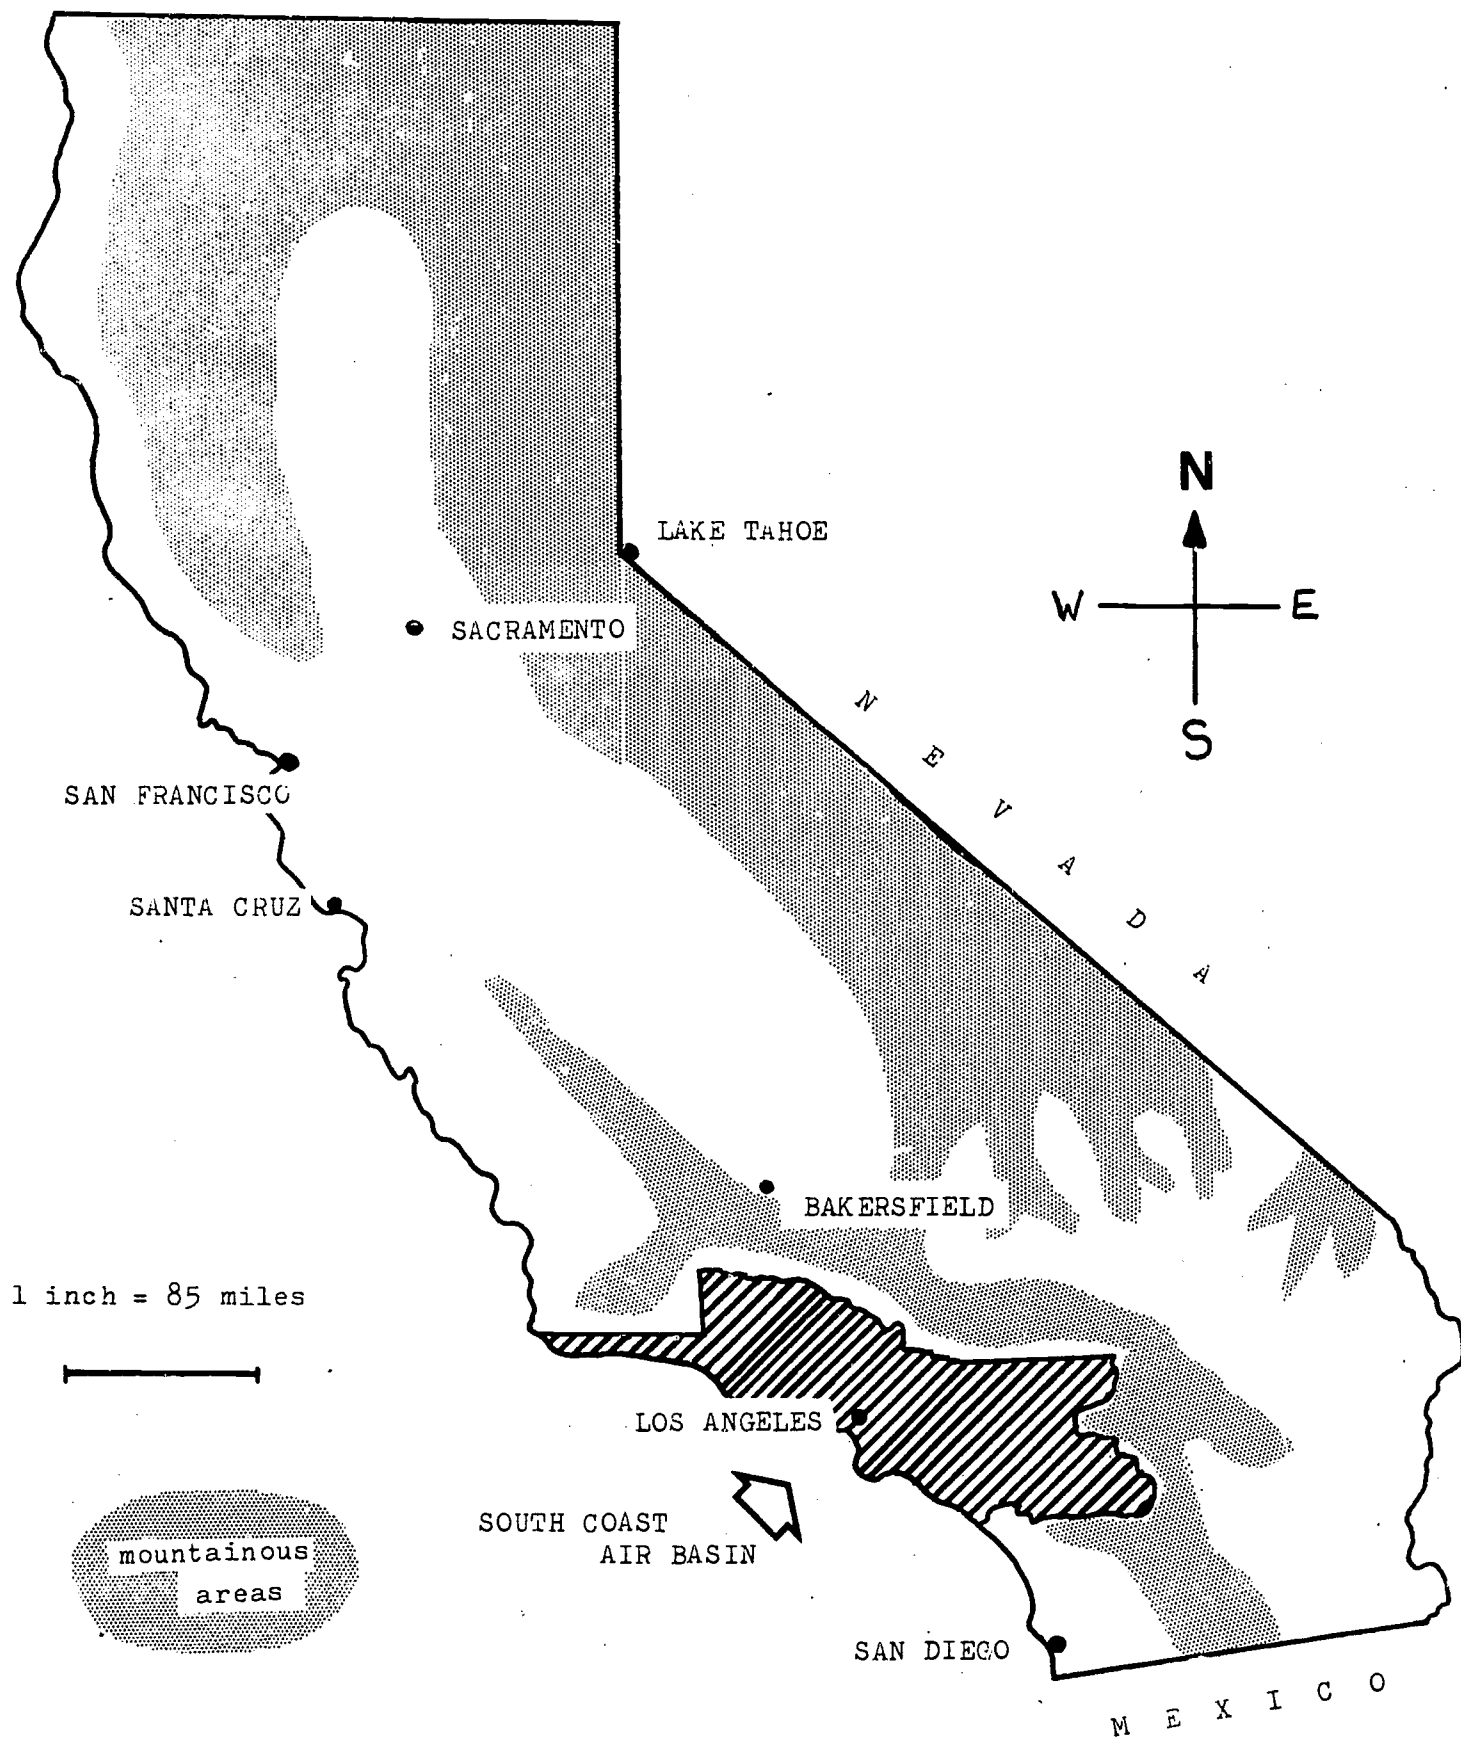 N
LAKE TAHOE
W E
SACRAMENTO
S
NEVADA
SAN FRANCISCO
SANTA CRUZ
BAKERSFIELD
1 inch = 85 miles
LOS ANGELES
SOUTH COAST
AIR BASIN
mountainous
areas
SAN DIEGO
MEXICO